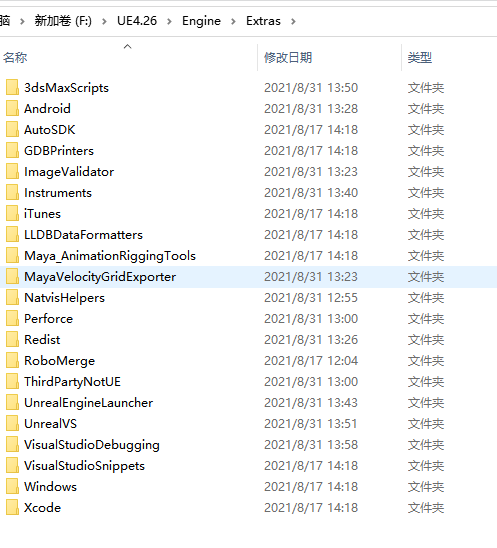 脑 > 新加卷 (F:) > UE4.26 > Engine > Extras >
名称 修改日期 类型
3dsMaxScripts 2021/8/31 13:50 文件夹
Android 2021/8/31 13:28 文件夹
AutoSDK 2021/8/17 14:18 文件夹
GDBPrinters 2021/8/17 14:18 文件夹
ImageValidator 2021/8/31 13:23 文件夹
Instruments 2021/8/31 13:40 文件夹
iTunes 2021/8/17 14:18 文件夹
LLDBDataFormatters 2021/8/17 14:18 文件夹
Maya_AnimationRiggingTools 2021/8/17 14:18 文件夹
MayaVelocityGridExporter 2021/8/31 13:23 文件夹
NatvisHelpers 2021/8/31 12:55 文件夹
Perforce 2021/8/31 13:00 文件夹
Redist 2021/8/31 13:26 文件夹
RoboMerge 2021/8/17 12:04 文件夹
ThirdPartyNotUE 2021/8/31 13:00 文件夹
UnrealEngineLauncher 2021/8/31 13:43 文件夹
UnrealVS 2021/8/31 13:51 文件夹
VisualStudioDebugging 2021/8/31 13:58 文件夹
VisualStudioSnippets 2021/8/17 14:18 文件夹
Windows 2021/8/17 14:18 文件夹
Xcode 2021/8/17 14:18 文件夹